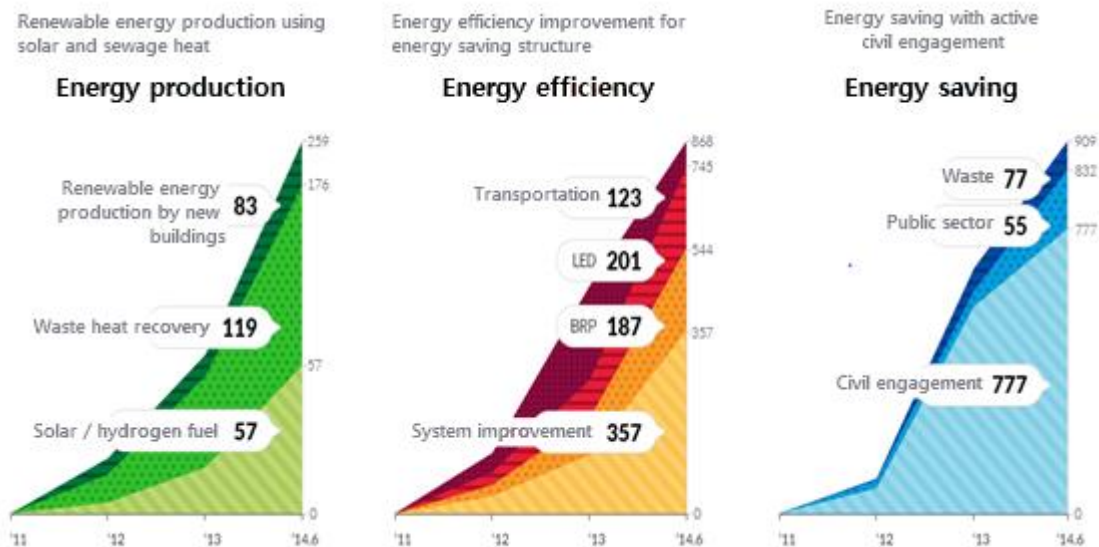 Renewable energy production using
solar and sewage heat
Energy production
259
176
Renewable energy
production by new
buildings
83
Waste heat recovery 119
57
Solar / hydrogen fuel 57
0
'11 '12 '13 '14.6
Energy efficiency improvement for
energy saving structure
Energy efficiency
868
745
Transportation 123
LED 201
544
BRP 187
357
System improvement 357
0
'11 '12 '13 '14.6
Energy saving with active
civil engagement
Energy saving
909
Waste 77
832
Public sector 55
777
Civil engagement 777
0
'11 '12 '13 '14.6